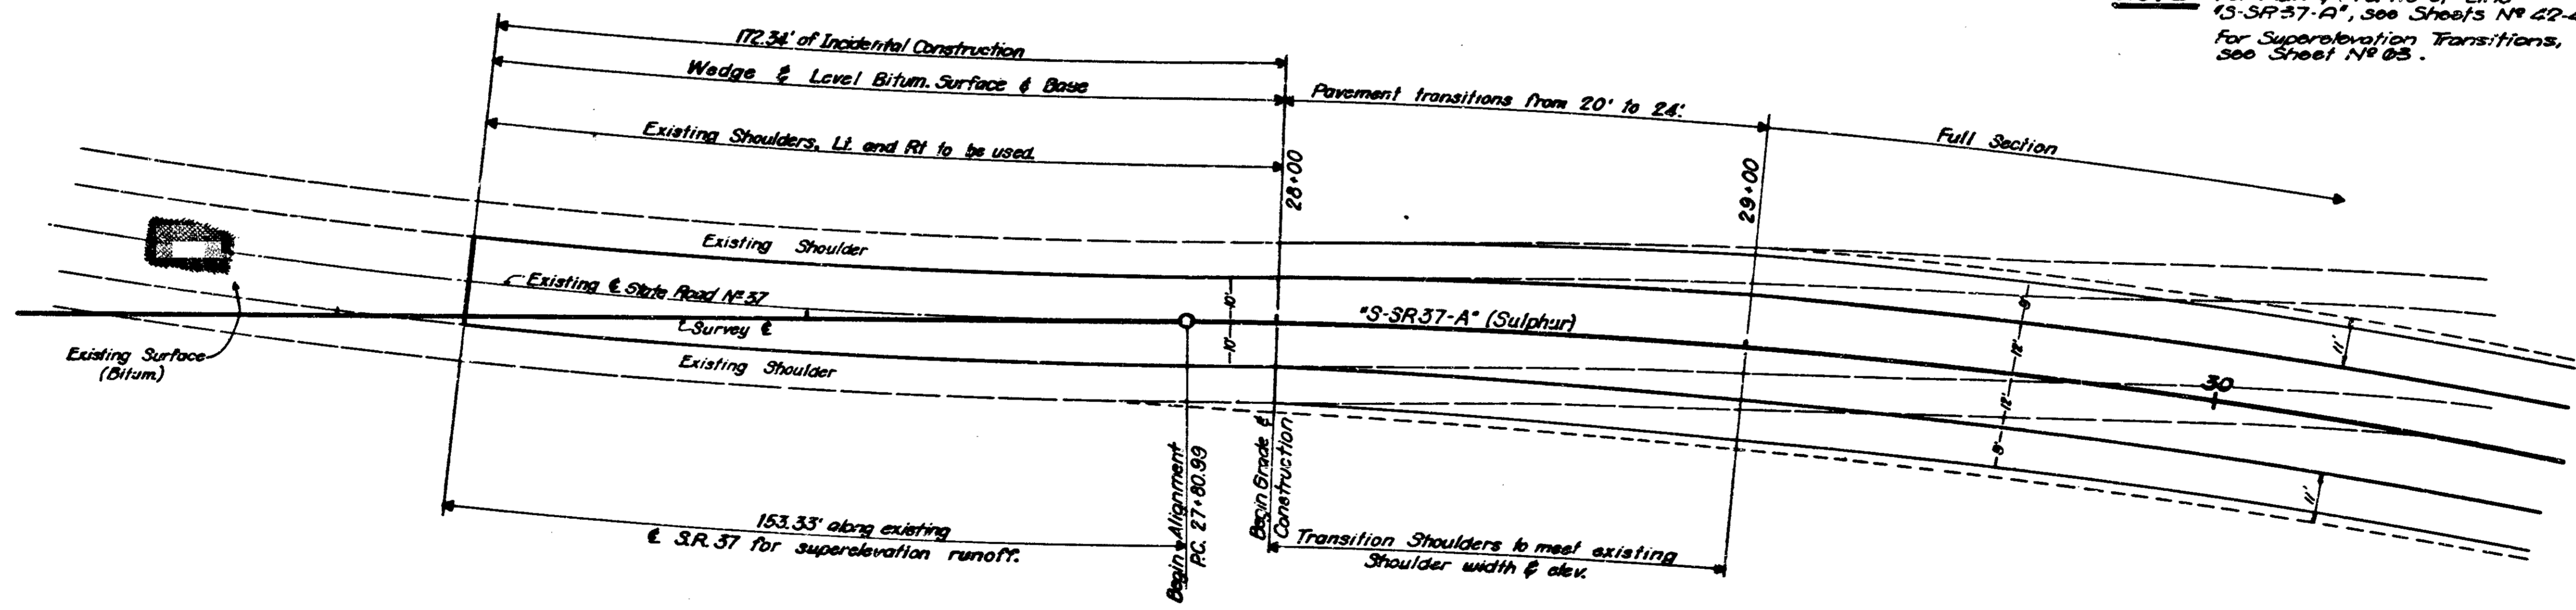 "S-SR37-A", see Sheets Nº 42-4
For Superelevation Transitions,
see Sheet Nº
172.34' of Incidental Construction
Wedge & Level Bitum. Surface & Base
Existing Shoulders, Lt. and Rt to be used.
Pavement transitions from 20' to 24'.
Full Section
28+00
29+00
Existing Shoulder
Existing ℄ State Road Nº 37
Survey ℄
Existing Shoulder
"S-SR37-A" (Sulphur)
10'
10'
Existing Surface
(Bitum.)
12'
12'
8'
11'
11'
30
Begin Alignment
P.C. 27+80.99
Begin Grade &
Construction
153.33' along existing
℄ S.R. 37 for superelevation runoff.
Transition Shoulders to meet existing
Shoulder width & elev.